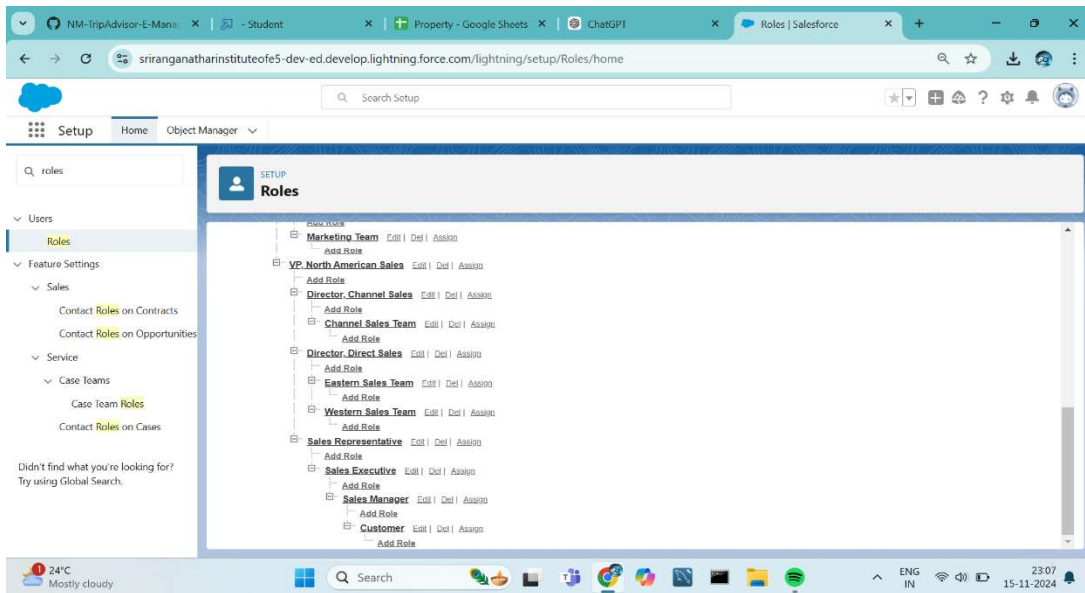 NM-TripAdvisor-E-Mana
- Student
Property - Google Sheets
ChatGPT
Roles | Salesforce
sriranganatharinstituteofe5-dev-ed.develop.lightning.force.com/lightning/setup/Roles/home
Search Setup
Setup Home Object Manager
roles
SETUP
Roles
Users
Roles
Feature Settings
Sales
Contact Roles on Contracts
Contact Roles on Opportunities
Service
Case Teams
Case Team Roles
Contact Roles on Cases
Didn't find what you're looking for?
Try using Global Search.
Add Role
Marketing Team Edit | Del | Assign
Add Role
VP, North American Sales Edit | Del | Assign
Add Role
Director, Channel Sales Edit | Del | Assign
Add Role
Channel Sales Team Edit | Del | Assign
Add Role
Director, Direct Sales Edit | Del | Assign
Add Role
Eastern Sales Team Edit | Del | Assign
Add Role
Western Sales Team Edit | Del | Assign
Add Role
Sales Representative Edit | Del | Assign
Add Role
Sales Executive Edit | Del | Assign
Add Role
Sales Manager Edit | Del | Assign
Add Role
Customer Edit | Del | Assign
Add Role
1
24°C
Mostly cloudy
Search
ENG
IN
23:07
15-11-2024